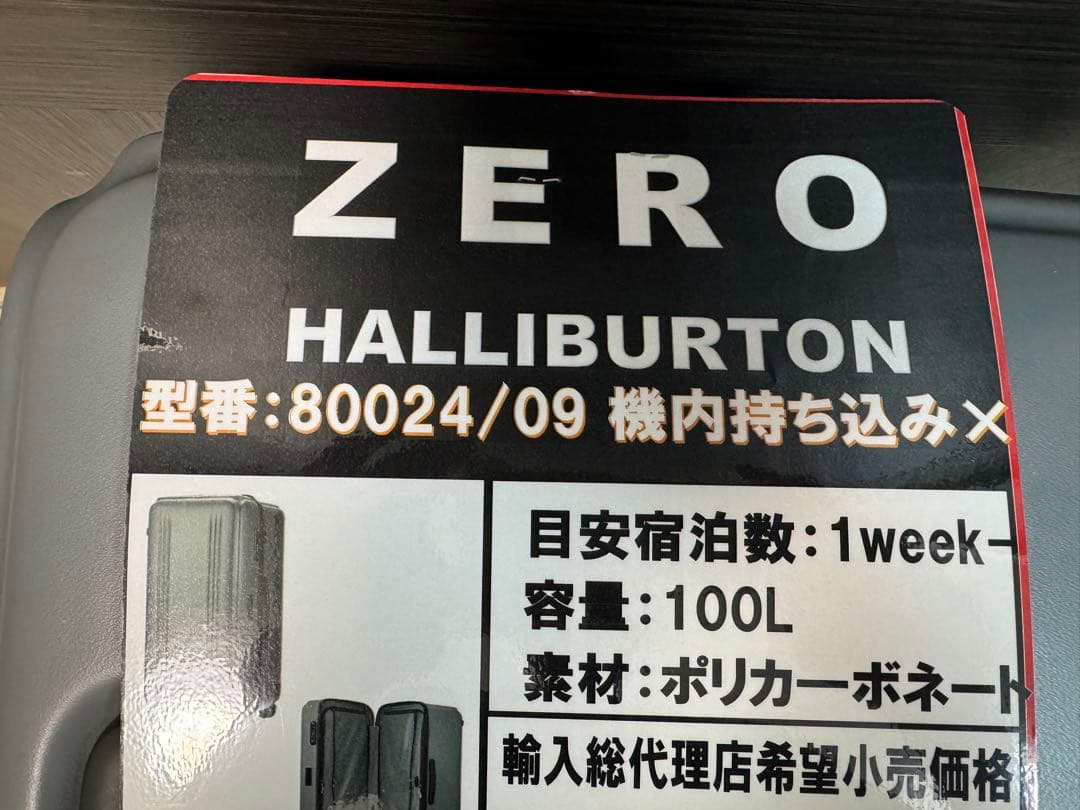 ZERO
HALLIBURTON
型番:80024/09 機内持ち込み×
目安宿泊数:1week-
容量:100L
素材:ポリカーボネート
輸入総代理店希望小売価格